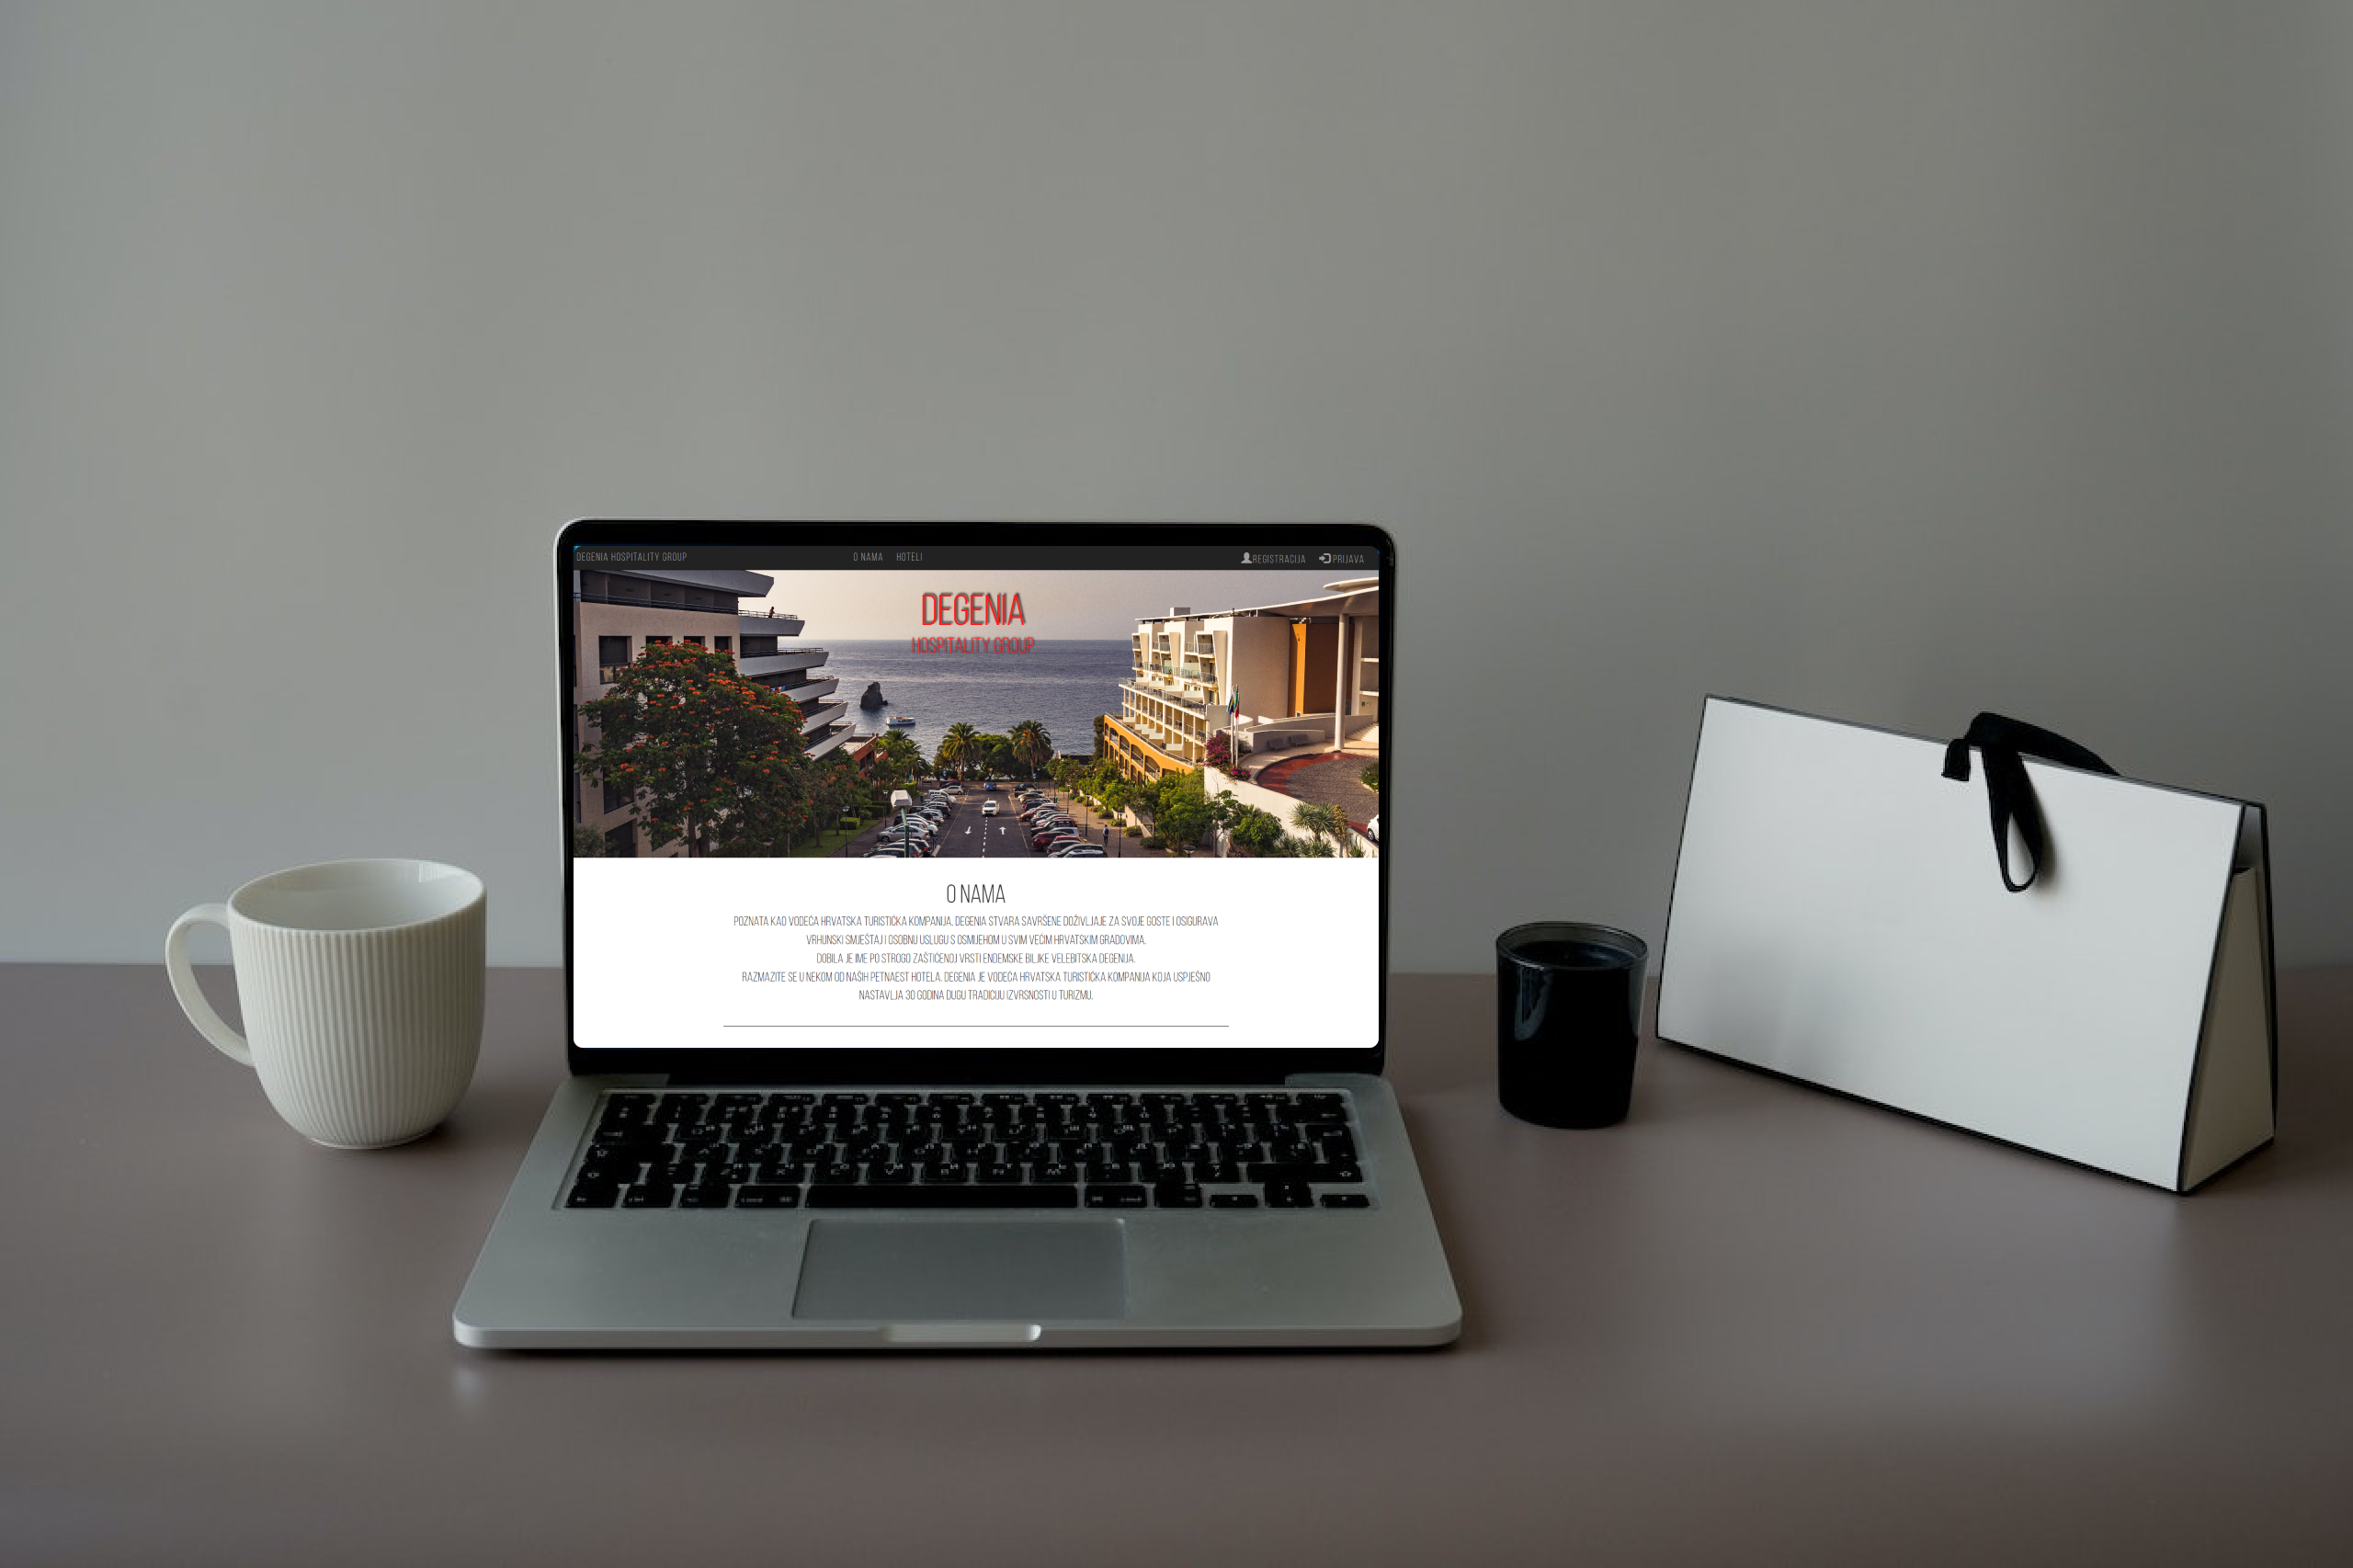 DEGENIA HOSPITALITY GROUP
O NAMA HOTELI
REGISTRACIJA PRIJAVA
DEGENIA
HOSPITALITY GROUP
O NAMA
POZNATA KAO VODEĆA HRVATSKA TURISTIČKA KOMPANIJA, DEGENIA STVARA SAVRŠENE DOŽIVLJAJE ZA SVOJE GOSTE I OSIGURAVA
VRHUNSKI SMJEŠTAJ I OSOBNU USLUGU S OSMIJEHOM U SVIM VEĆIM HRVATSKIM GRADOVIMA.
DOBILA JE IME PO STROGO ZAŠTIĆENOJ VRSTI ENDEMSKE BILJKE VELEBITSKA DEGENIJA.
RAZMAZITE SE U NEKOM OD NAŠIH PETNAEST HOTELA. DEGENIA JE VODEĆA HRVATSKA TURISTIČKA KOMPANIJA KOJA USPJEŠNO
NASTAVLJA 30 GODINA DUGU TRADICIJU IZVRSNOSTI U TURIZMU.